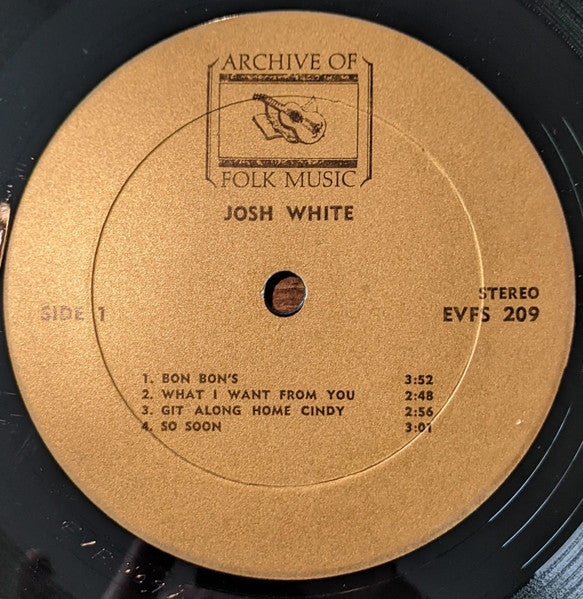 ARCHIVE OF
FOLK MUSIC
JOSH WHITE
STEREO
SIDE 1
EVFS 209
1. BON BON'S 3:52
2. WHAT I WANT FROM YOU 2:48
3. GIT ALONG HOME CINDY 2:56
4. SO SOON 3:01